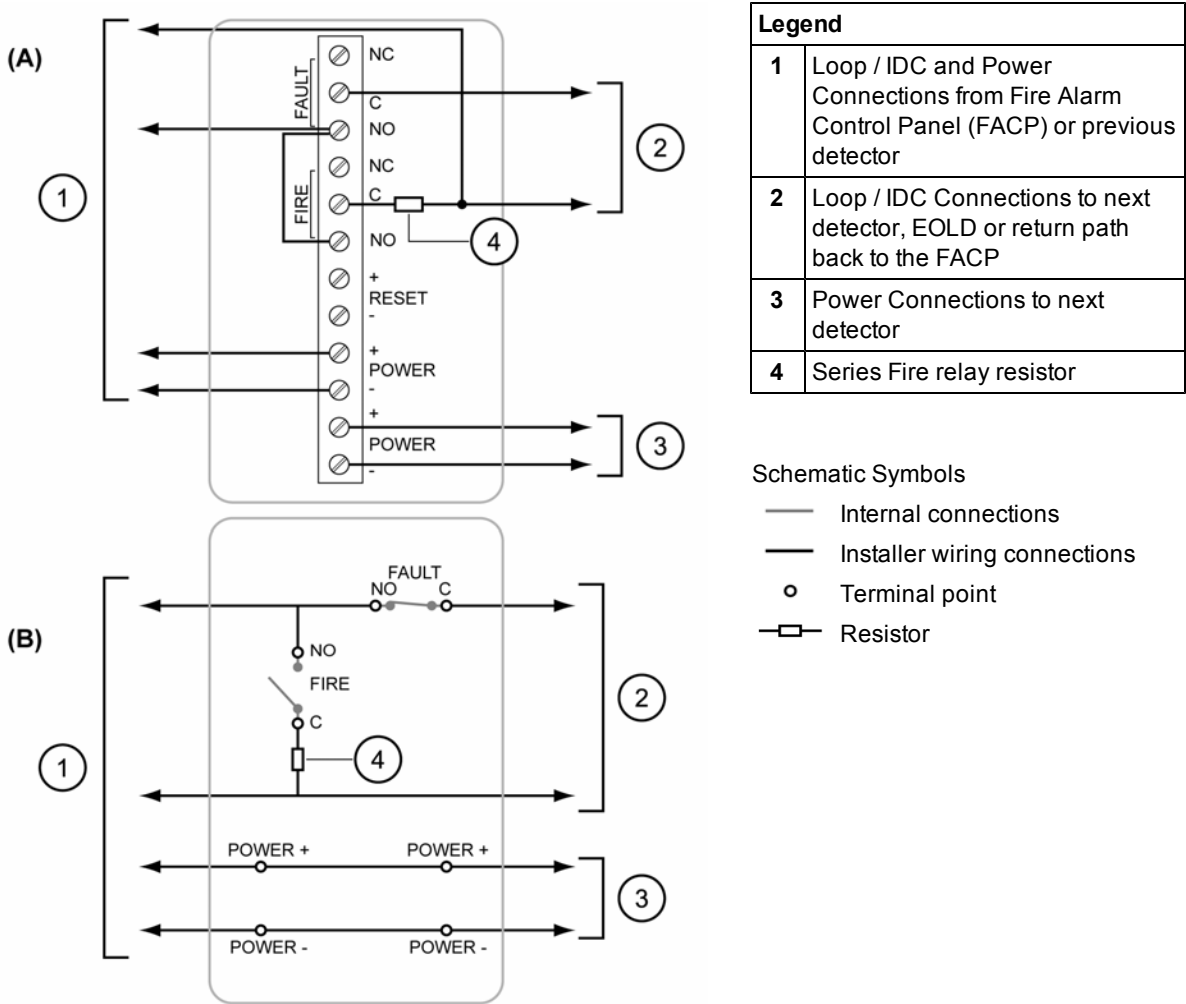 (A)
1
FAULT
NC
C
NO
FIRE
NC
C
NO
4
+
RESET
-
+
POWER
-
+
POWER
-
2
3
(B)
1
FAULT
NO C
NO
FIRE
C
4
2
POWER + POWER +
POWER - POWER -
3
Legend
1 Loop / IDC and Power
Connections from Fire Alarm
Control Panel (FACP) or previous
detector
2 Loop / IDC Connections to next
detector, EOLD or return path
back to the FACP
3 Power Connections to next
detector
4 Series Fire relay resistor
Schematic Symbols
Internal connections
Installer wiring connections
Terminal point
Resistor